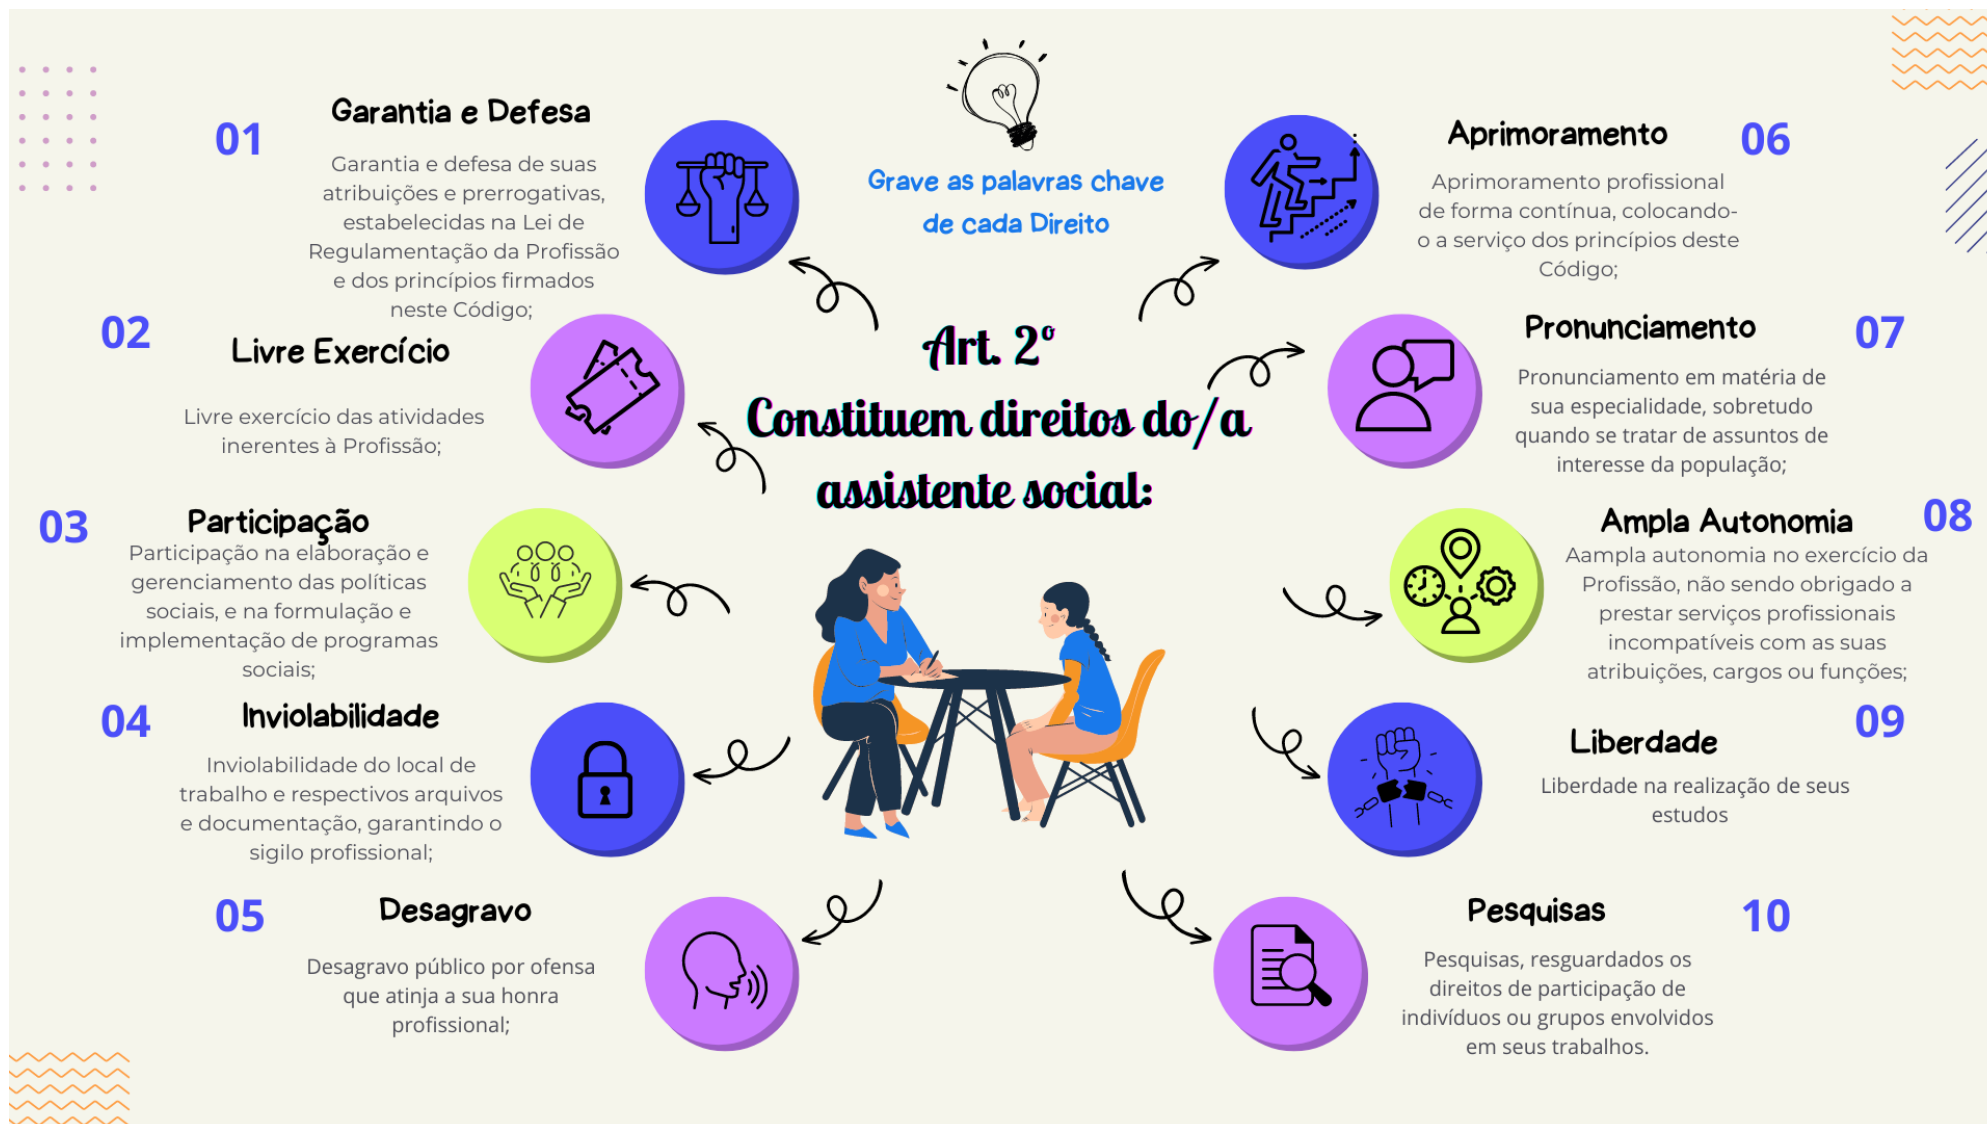 Grave as palavras chave
de cada Direito
Art. 2º
Constituem direitos do/a
assistente social:
01
Garantia e Defesa
Garantia e defesa de suas
atribuições e prerrogativas,
estabelecidas na Lei de
Regulamentação da Profissão
e dos princípios firmados
neste Código;
02
Livre Exercício
Livre exercício das atividades
inerentes à Profissão;
03
Participação
Participação na elaboração e
gerenciamento das políticas
sociais, e na formulação e
implementação de programas
sociais;
04
Inviolabilidade
Inviolabilidade do local de
trabalho e respectivos arquivos
e documentação, garantindo o
sigilo profissional;
05
Desagravo
Desagravo público por ofensa
que atinja a sua honra
profissional;
06
Aprimoramento
Aprimoramento profissional
de forma contínua, colocando-
o a serviço dos princípios deste
Código;
07
Pronunciamento
Pronunciamento em matéria de
sua especialidade, sobretudo
quando se tratar de assuntos de
interesse da população;
08
Ampla Autonomia
Aampla autonomia no exercício da
Profissão, não sendo obrigado a
prestar serviços profissionais
incompatíveis com as suas
atribuições, cargos ou funções;
09
Liberdade
Liberdade na realização de seus
estudos
10
Pesquisas
Pesquisas, resguardados os
direitos de participação de
indivíduos ou grupos envolvidos
em seus trabalhos.